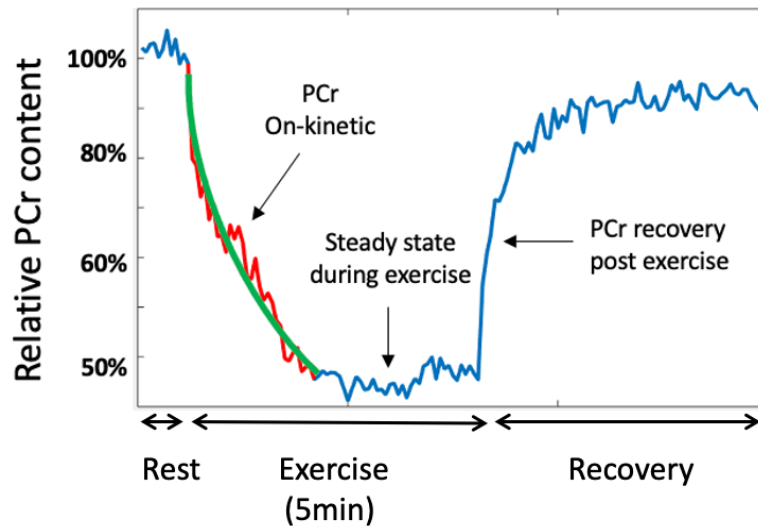 Relative PCr content
100%
80%
60%
50%
PCr
On-kinetic
Steady state
during exercise
PCr recovery
post exercise
Rest
Exercise
(5min)
Recovery